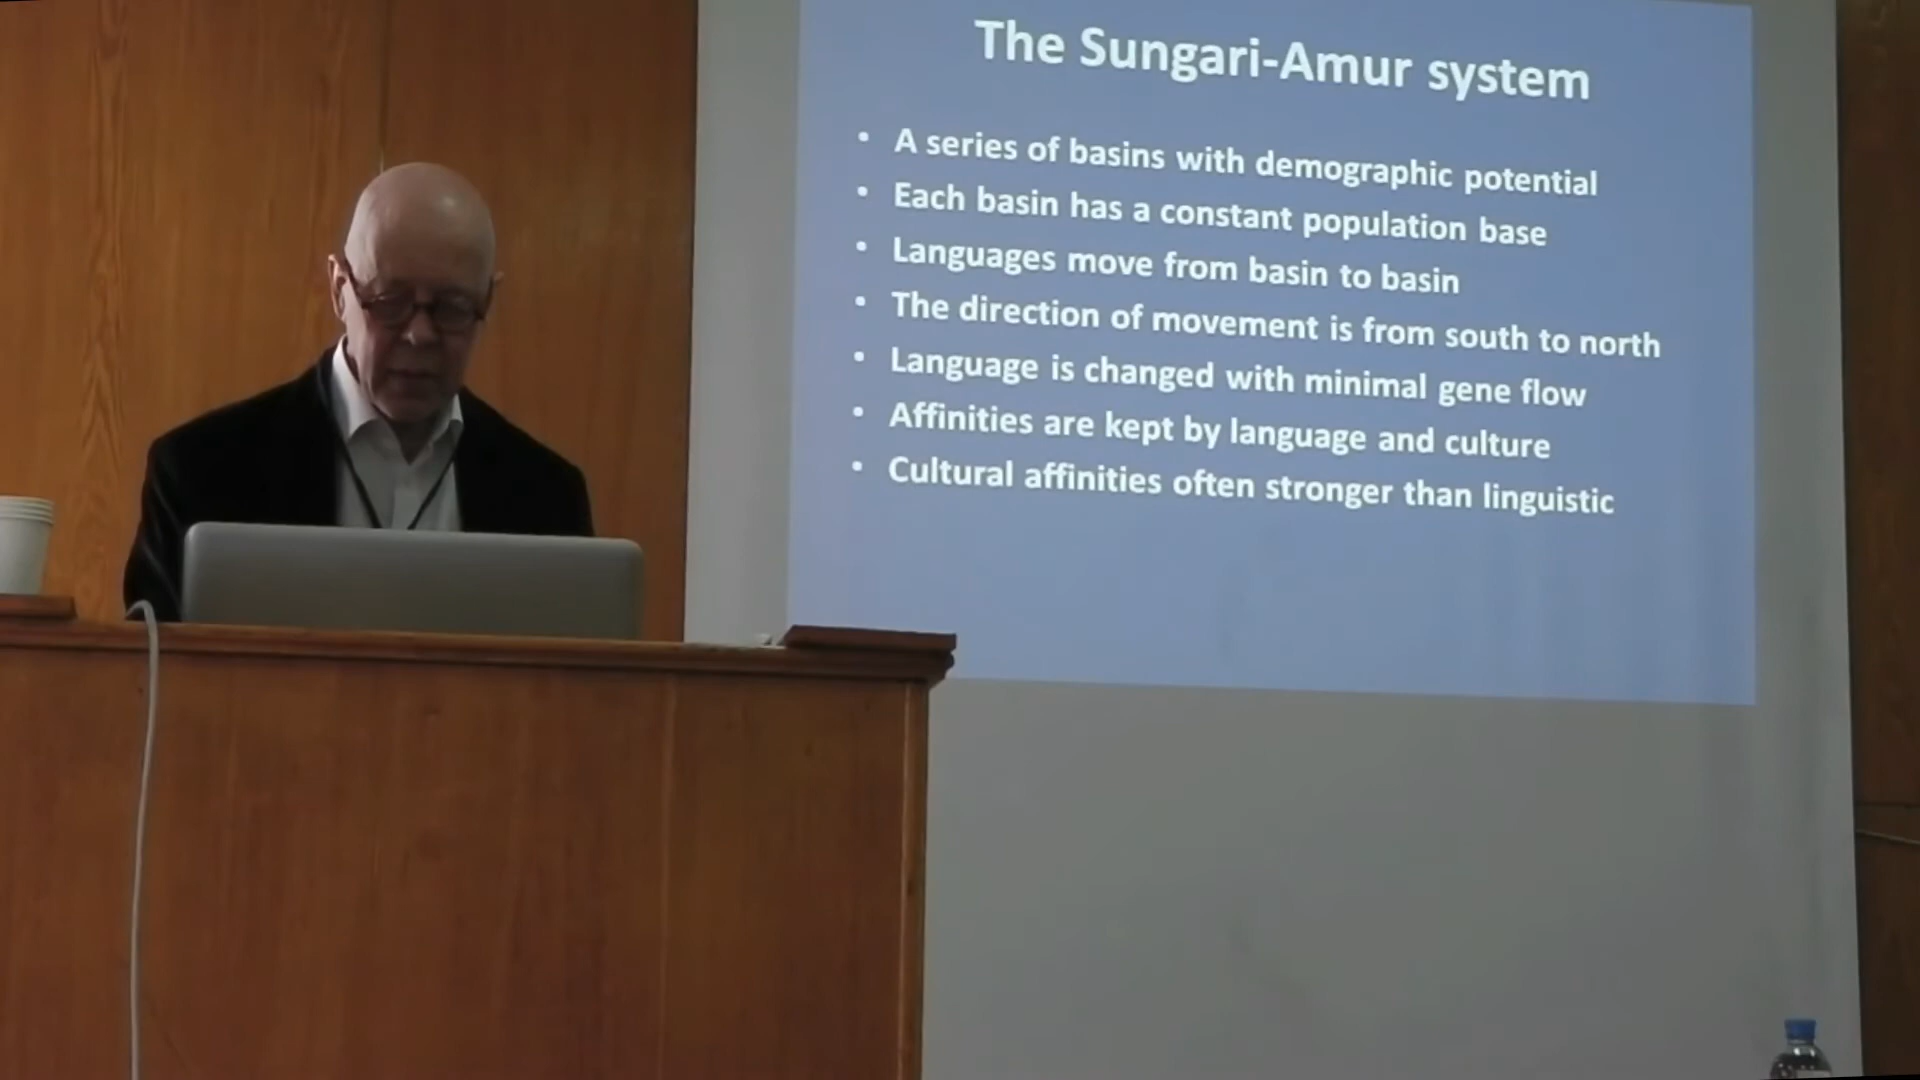 The Sungari-Amur system
• A series of basins with demographic potential
• Each basin has a constant population base
• Languages move from basin to basin
• The direction of movement is from south to north
• Language is changed with minimal gene flow
• Affinities are kept by language and culture
• Cultural affinities often stronger than linguistic